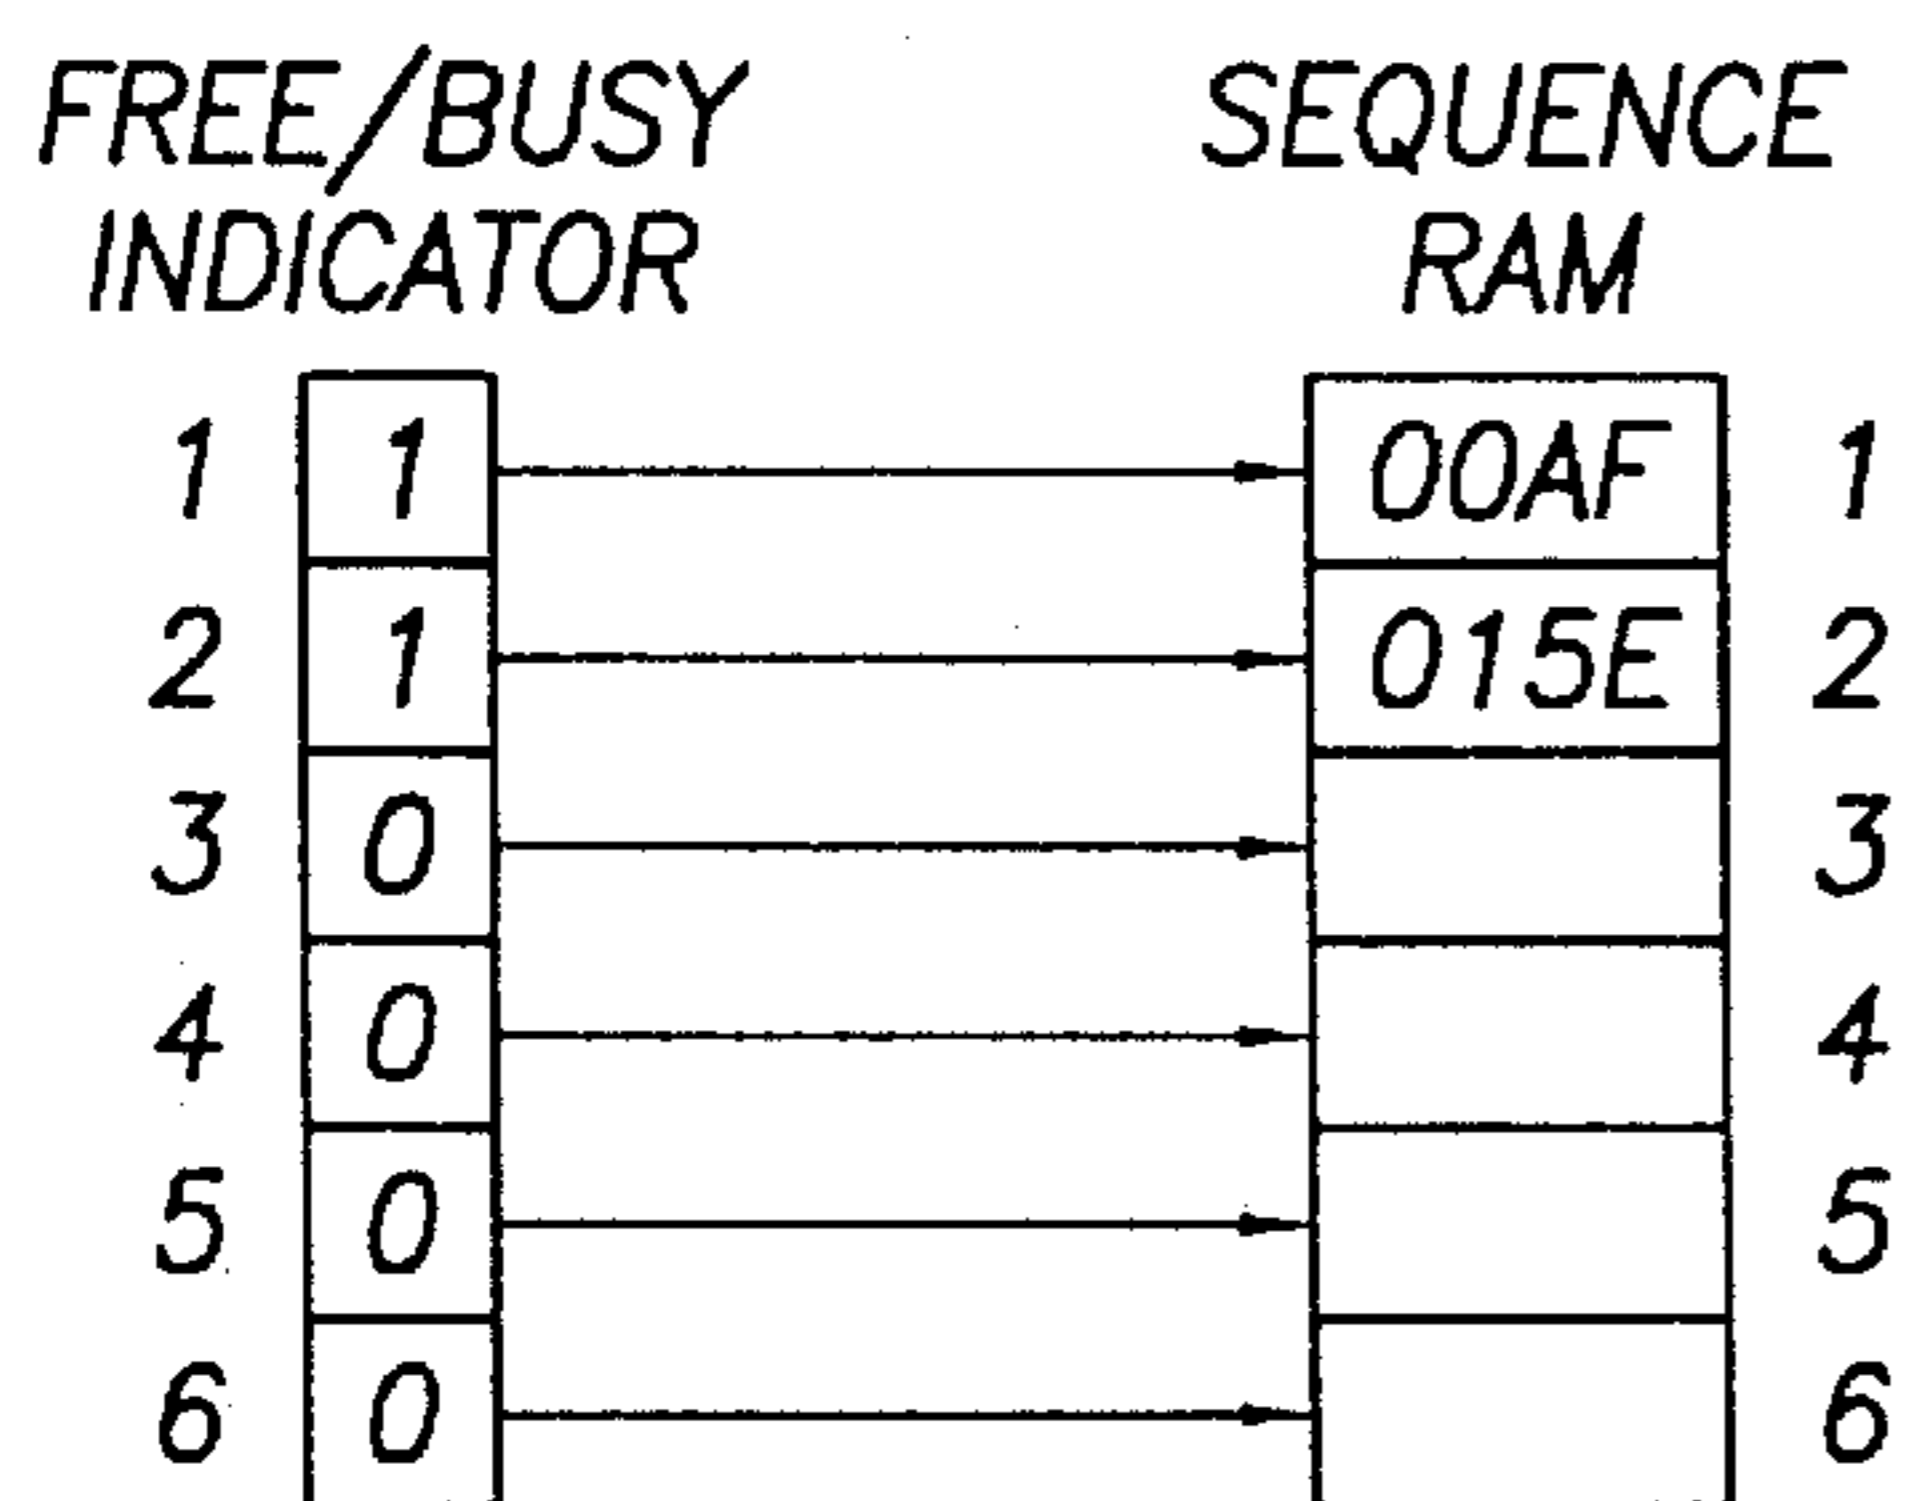 FREE/BUSY INDICATOR
SEQUENCE RAM
1 1 00AF 1
2 1 015E 2
3 0 3
4 0 4
5 0 5
6 0 6